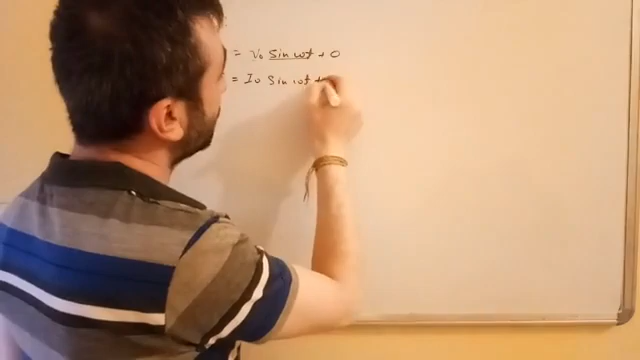 = V₀ sin ωt + 0
= I₀ sin ωt +